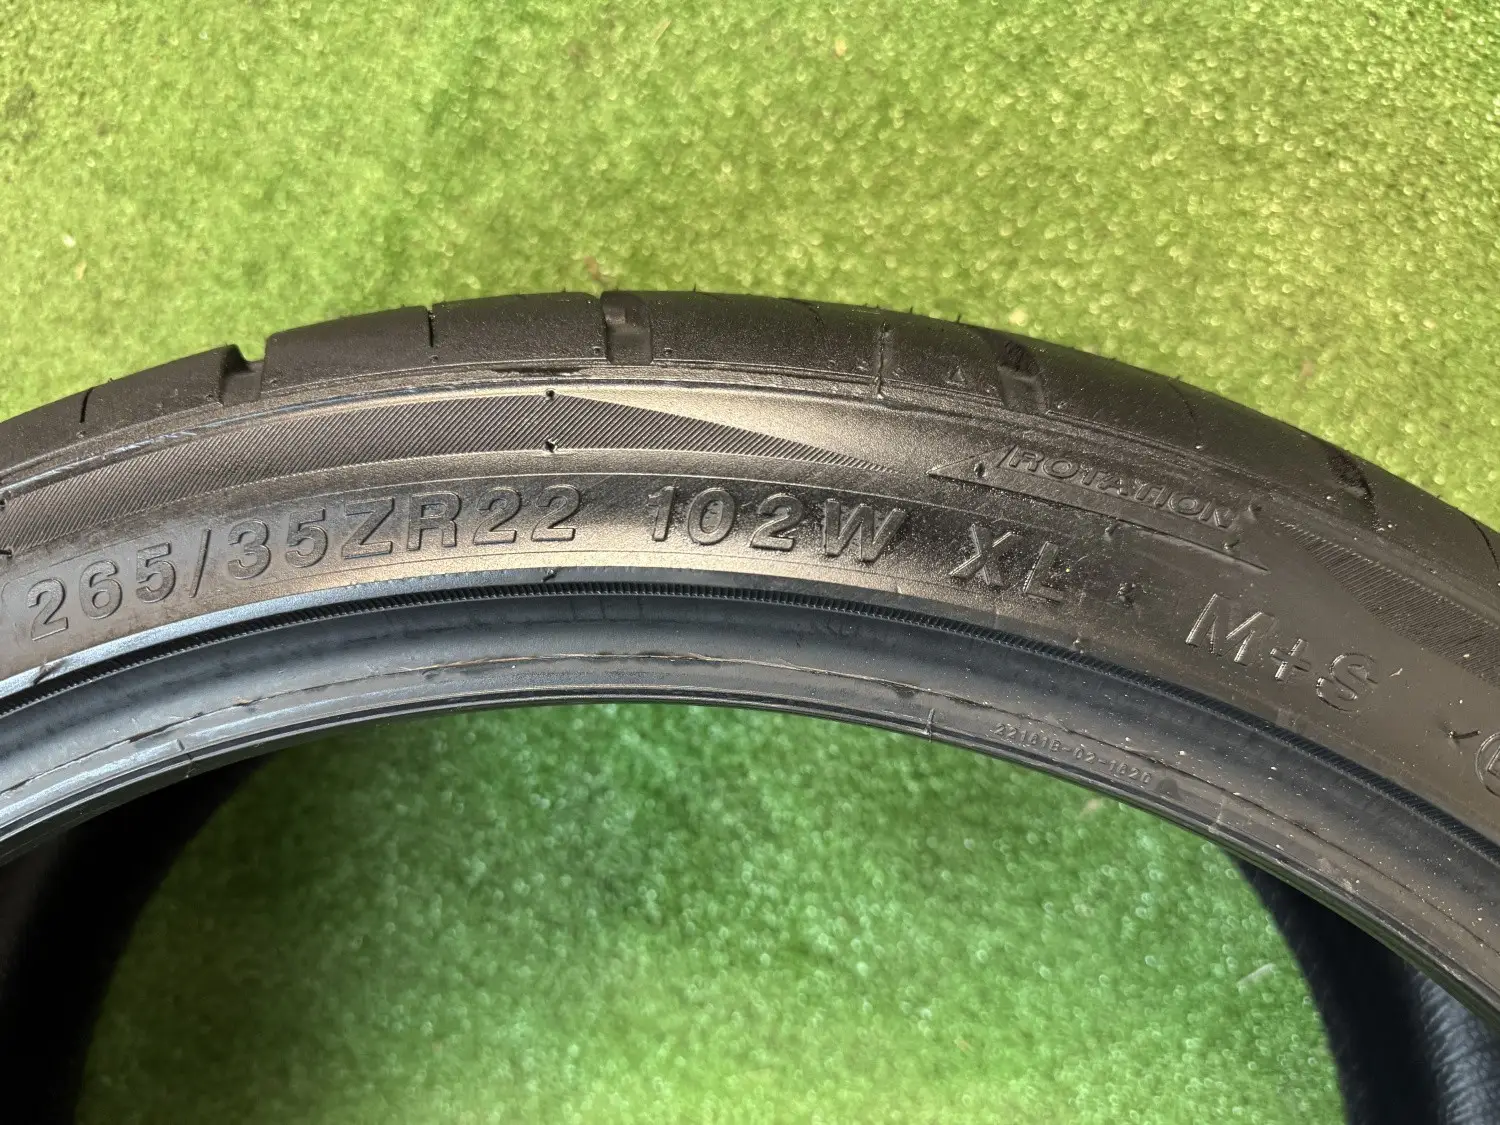 ROTATION
265/35ZR22 102W XL M+S